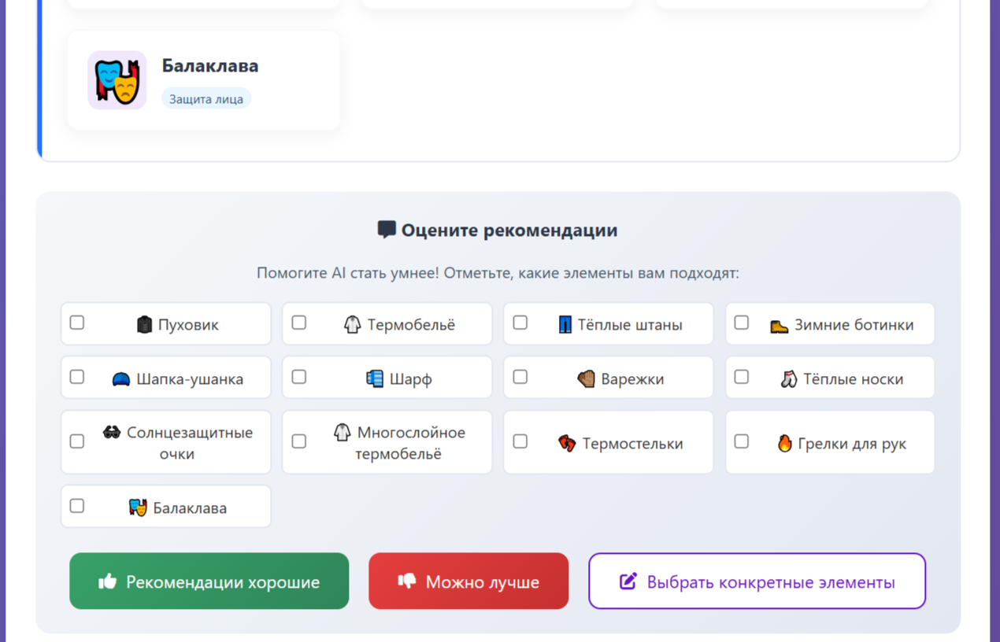 Балаклава
Защита лица
Оцените рекомендации
Помогите AI стать умнее! Отметьте, какие элементы вам подходят:
Пуховик
Термобельё
Тёплые штаны
Зимние ботинки
Шапка-ушанка
Шарф
Варежки
Тёплые носки
Солнцезащитные
очки
Многослойное
термобельё
Термостельки
Грелки для рук
Балаклава
Рекомендации хорошие
Можно лучше
Выбрать конкретные элементы